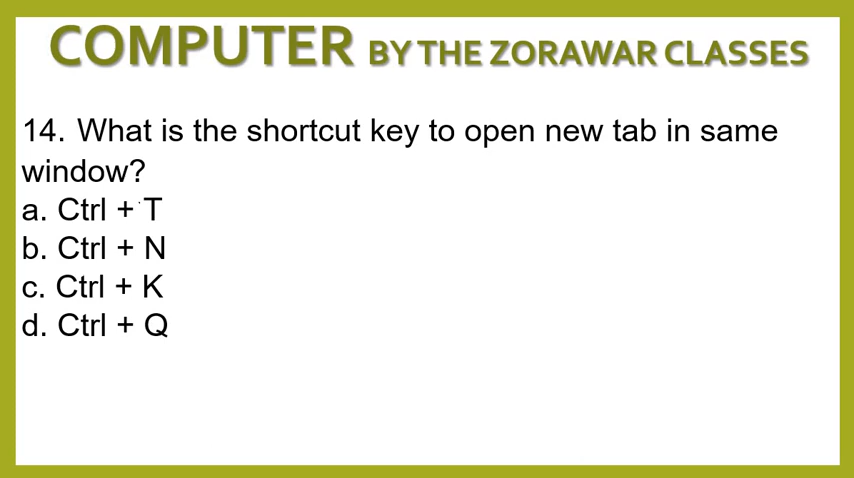 COMPUTER BY THE ZORAWAR CLASSES
14. What is the shortcut key to open new tab in same
window?
a. Ctrl + T
b. Ctrl + N
c. Ctrl + K
d. Ctrl + Q